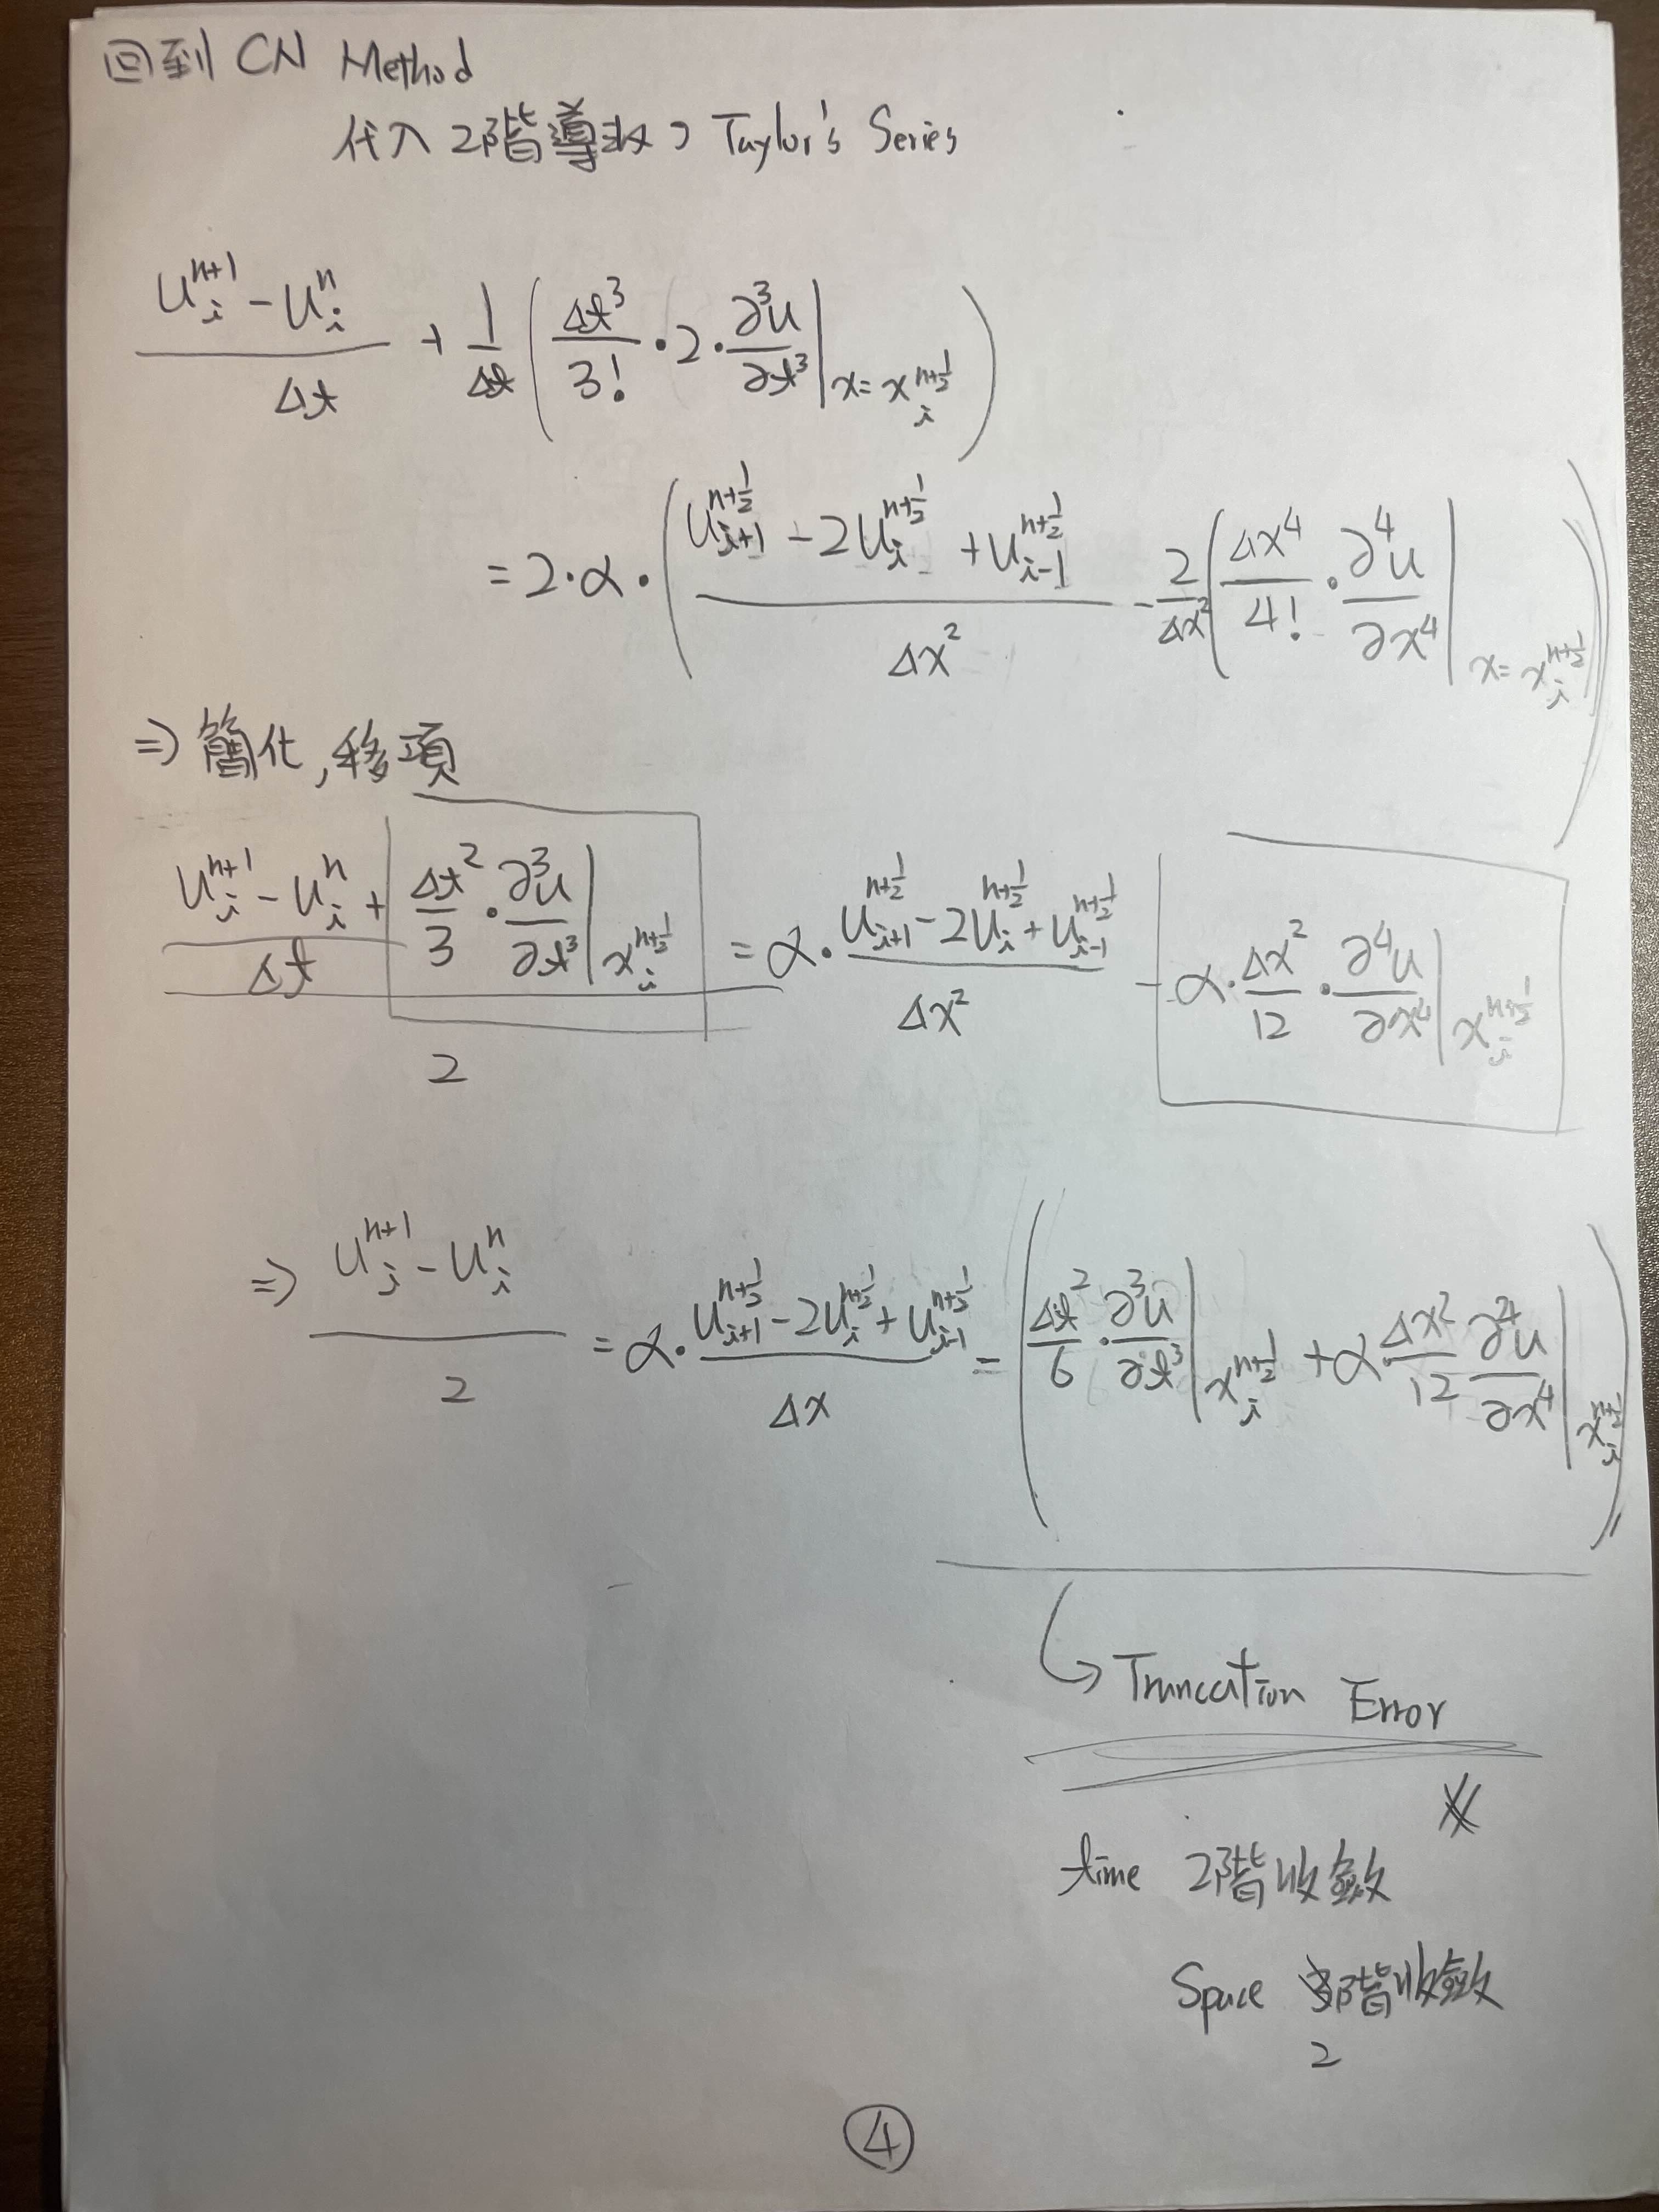 回到 CN Method
代入 2階導数 Taylor's Series
\frac{u_i^{n+1} - u_i^n}{\Delta t} + \frac{1}{\Delta t} \left( \frac{\Delta t^3}{3!} \cdot 2 \cdot \frac{\partial^3 u}{\partial t^3} \Big|_{x = x_i^{n+\frac{1}{2}}} \right)
= 2 \cdot \alpha \cdot \left( \frac{u_{i+1}^{n+\frac{1}{2}} - 2u_i^{n+\frac{1}{2}} + u_{i-1}^{n+\frac{1}{2}}}{\Delta x^2} - \frac{2}{\Delta x^2} \left( \frac{\Delta x^4}{4!} \cdot \frac{\partial^4 u}{\partial x^4} \Big|_{x = x_i^{n+\frac{1}{2}}} \right) \right)
⇒ 簡化, 移項
\frac{\frac{u_i^{n+1} - u_i^n}{\Delta t} + \frac{\Delta t^2}{3} \cdot \frac{\partial^3 u}{\partial t^3} \Big|_{x_i^{n+\frac{1}{2}}}}{2} = \alpha \cdot \frac{u_{i+1}^{n+\frac{1}{2}} - 2u_i^{n+\frac{1}{2}} + u_{i-1}^{n+\frac{1}{2}}}{\Delta x^2} - \alpha \cdot \frac{\Delta x^2}{12} \cdot \frac{\partial^4 u}{\partial x^4} \Big|_{x_i^{n+\frac{1}{2}}}
⇒ \frac{u_i^{n+1} - u_i^n}{2} = \alpha \cdot \frac{u_{i+1}^{n+\frac{1}{2}} - 2u_i^{n+\frac{1}{2}} + u_{i-1}^{n+\frac{1}{2}}}{\Delta x} = \left( \frac{\Delta t^2}{6} \cdot \frac{\partial^3 u}{\partial t^3} \Big|_{x_i^{n+\frac{1}{2}}} + \alpha \frac{\Delta x^2}{12} \frac{\partial^4 u}{\partial x^4} \Big|_{x_i^{n+\frac{1}{2}}} \right)
↳ Truncation Error
time 2階收斂
Space 階收斂
2
④